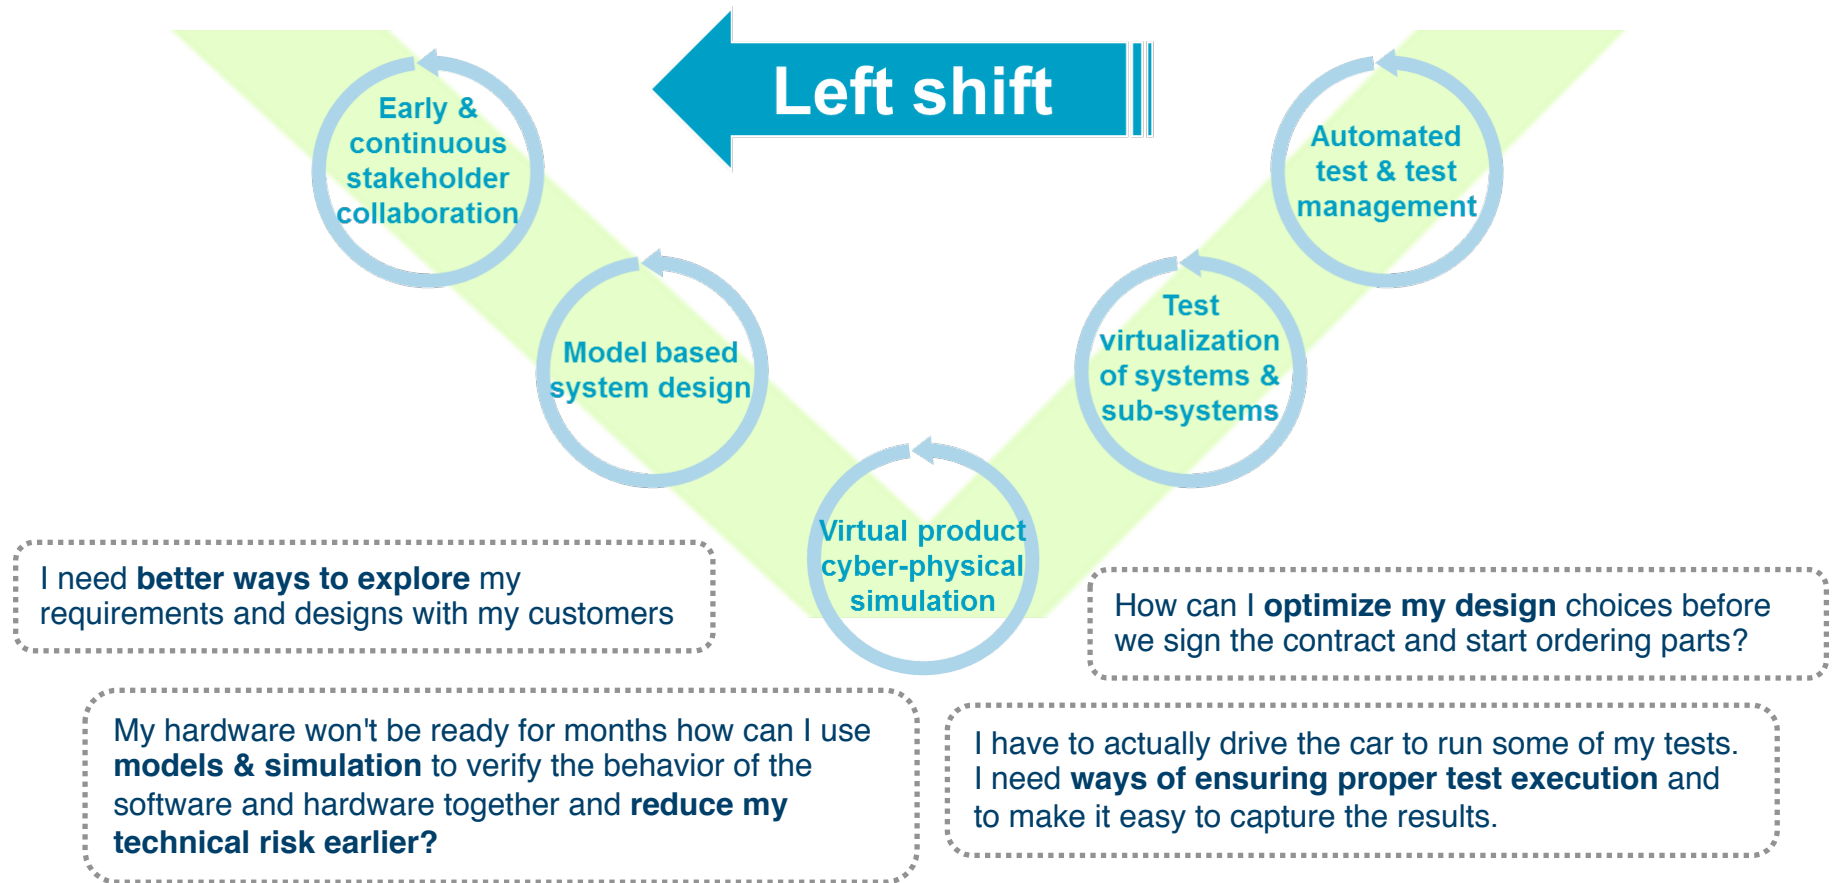 Left shift
Early &
continuous
stakeholder
collaboration
Model based
system design
Virtual product
cyber-physical
simulation
Test
virtualization
of systems &
sub-systems
Automated
test & test
management
I need better ways to explore my
requirements and designs with my customers
My hardware won't be ready for months how can I use
models & simulation to verify the behavior of the
software and hardware together and reduce my
technical risk earlier?
How can I optimize my design choices before
we sign the contract and start ordering parts?
I have to actually drive the car to run some of my tests.
I need ways of ensuring proper test execution and
to make it easy to capture the results.